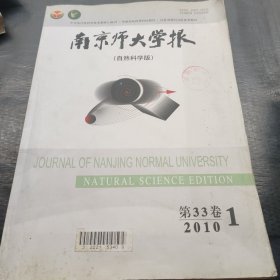 南京师大学报
(自然科学版)
JOURNAL OF NANJING NORMAL UNIVERSITY
NATURAL SCIENCE EDITION
第33卷 1
2010